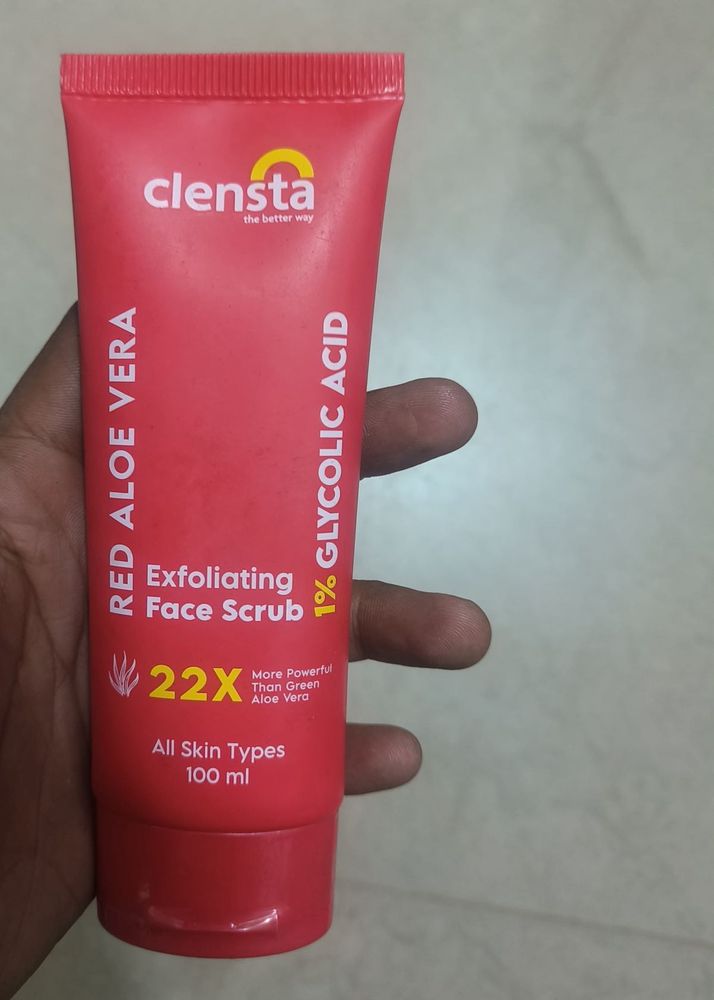 clensta
the better way
RED ALOE VERA
1% GLYCOLIC ACID
Exfoliating
Face Scrub
22X
More Powerful
Than Green
Aloe Vera
All Skin Types
100 ml